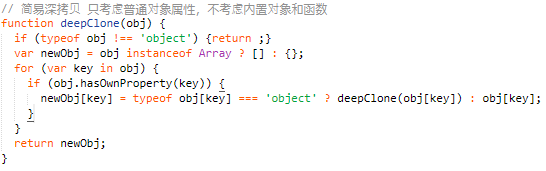 // 简易深拷贝 只考虑普通对象属性，不考虑内置对象和函数
function deepClone(obj) {
  if (typeof obj !== 'object') {return ;}
  var newObj = obj instanceof Array ? [] : {};
  for (var key in obj) {
    if (obj.hasOwnProperty(key)) {
      newObj[key] = typeof obj[key] === 'object' ? deepClone(obj[key]) : obj[key];
    }
  }
  return newObj;
}